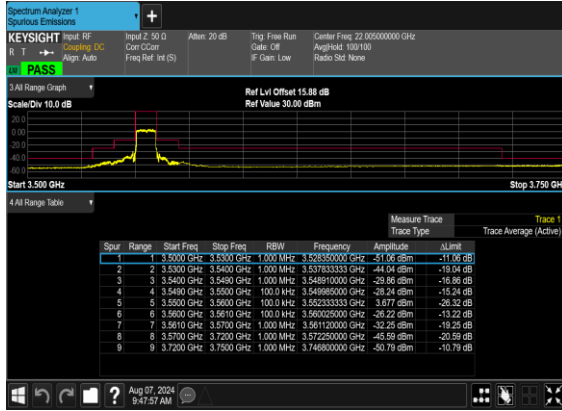 Spectrum Analyzer 1
Spurious Emissions
KEYSIGHT Input: RF Input Z: 50 Ω Atten: 20 dB Trig: Free Run Center Freq: 22.005000000 GHz
R T Coupling: DC Corr CCorr Gate: Off Avg|Hold: 100/100
Align: Auto Freq Ref: Int (S) IF Gain: Low Radio Std: None
PASS
3 All Range Graph Ref Lvl Offset 15.88 dB
Scale/Div 10.0 dB Ref Value 30.00 dBm
20.0
0.00
-20.0
-40.0
-60.0
Start 3.500 GHz Stop 3.750 GH
4 All Range Table
Measure Trace Trace 1
Trace Type Trace Average (Active)
Spur Range Start Freq Stop Freq RBW Frequency Amplitude ΔLimit
1 1 3.5000 GHz 3.5300 GHz 1.000 MHz 3.528350000 GHz -51.06 dBm -11.06 dB
2 2 3.5300 GHz 3.5400 GHz 1.000 MHz 3.537833333 GHz -44.04 dBm -19.04 dB
3 3 3.5400 GHz 3.5490 GHz 1.000 MHz 3.548910000 GHz -29.86 dBm -16.86 dB
4 4 3.5490 GHz 3.5500 GHz 100.0 kHz 3.549985000 GHz -28.24 dBm -15.24 dB
5 5 3.5500 GHz 3.5600 GHz 100.0 kHz 3.552333333 GHz 3.677 dBm -26.32 dB
6 6 3.5600 GHz 3.5610 GHz 100.0 kHz 3.560025000 GHz -26.22 dBm -13.22 dB
7 7 3.5610 GHz 3.5700 GHz 1.000 MHz 3.561120000 GHz -32.25 dBm -19.25 dB
8 8 3.5700 GHz 3.7200 GHz 1.000 MHz 3.572250000 GHz -45.59 dBm -20.59 dB
9 9 3.7200 GHz 3.7500 GHz 1.000 MHz 3.746800000 GHz -50.79 dBm -10.79 dB
Aug 07, 2024
9:47:57 AM